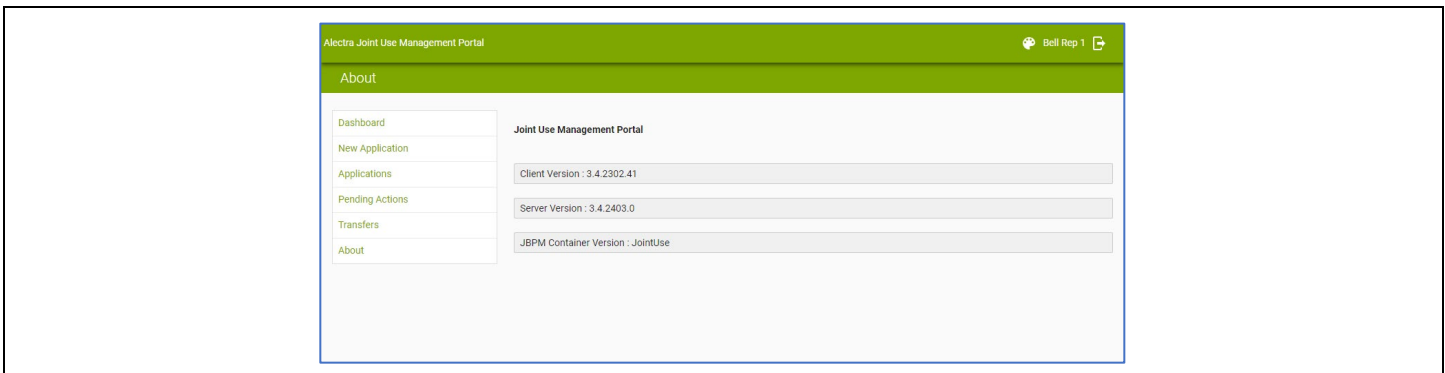 Alectra Joint Use Management Portal
Bell Rep 1
About
Dashboard
New Application
Applications
Pending Actions
Transfers
About
Joint Use Management Portal
Client Version : 3.4.2302.41
Server Version : 3.4.2403.0
JBPM Container Version : JointUse